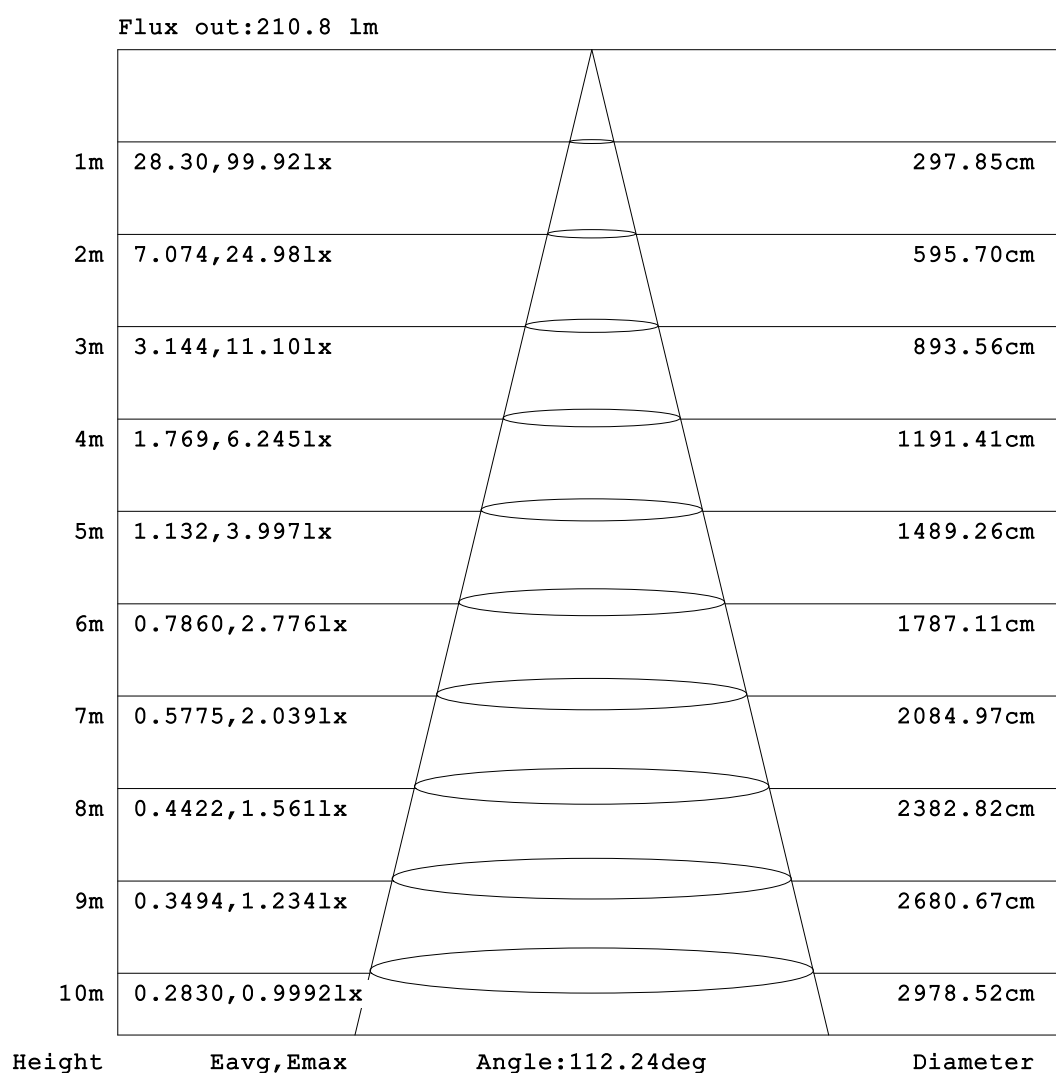 Flux out:210.8 lm
1m 28.30,99.92lx 297.85cm
2m 7.074,24.98lx 595.70cm
3m 3.144,11.10lx 893.56cm
4m 1.769,6.245lx 1191.41cm
5m 1.132,3.997lx 1489.26cm
6m 0.7860,2.776lx 1787.11cm
7m 0.5775,2.039lx 2084.97cm
8m 0.4422,1.561lx 2382.82cm
9m 0.3494,1.234lx 2680.67cm
10m 0.2830,0.9992lx 2978.52cm
Height Eavg,Emax Angle:112.24deg Diameter